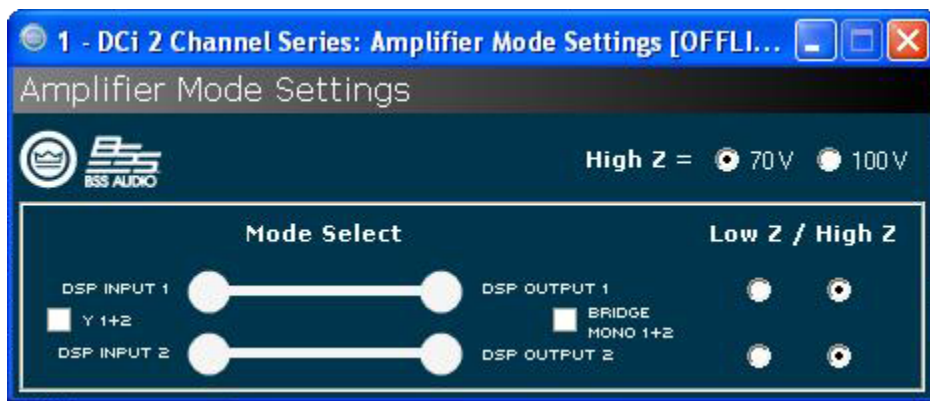 1 - DCi 2 Channel Series: Amplifier Mode Settings [OFFLI...
Amplifier Mode Settings
BSS AUDIO
High Z = 70V 100V
Mode Select Low Z / High Z
DSP INPUT 1 DSP OUTPUT 1
Y 1+2 BRIDGE
MONO 1+2
DSP INPUT 2 DSP OUTPUT 2